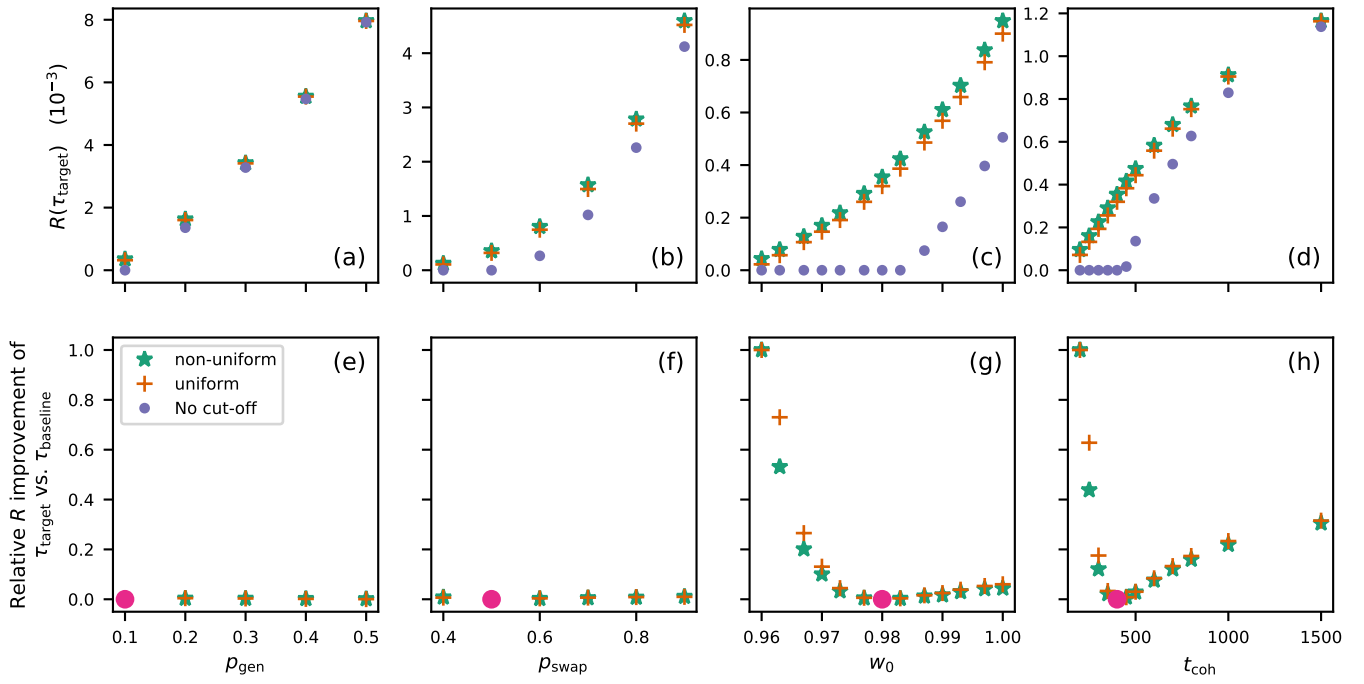 R(τtarget) (10⁻³)
8
6
4
2
0
(a)
4
3
2
1
0
(b)
0.8
0.6
0.4
0.2
0.0
(c)
1.2
1.0
0.8
0.6
0.4
0.2
0.0
(d)
Relative R improvement of
τtarget vs. τbaseline
1.0
0.8
0.6
0.4
0.2
0.0
non-uniform
uniform
No cut-off
(e)
0.1 0.2 0.3 0.4 0.5
pgen
(f)
0.4 0.6 0.8
pswap
(g)
0.96 0.97 0.98 0.99 1.00
w₀
(h)
500 1000 1500
tcoh